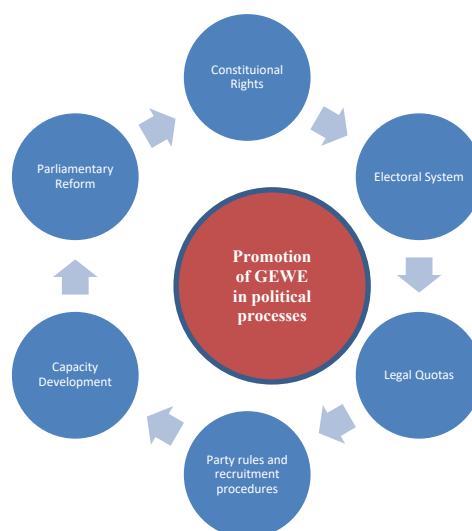 Constituional
Rights
Electoral System
Legal Quotas
Party rules and
recruitment
procedures
Capacity
Development
Parliamentary
Reform
Promotion
of GEWE
in political
processes